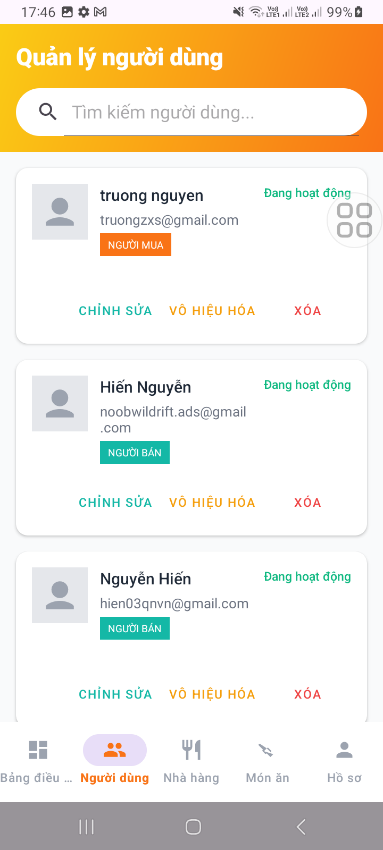 17:46
99%
Quản lý người dùng
Tìm kiếm người dùng...
truong nguyen
Đang hoạt động
truongzxs@gmail.com
NGƯỜI MUA
CHỈNH SỬA VÔ HIỆU HÓA XÓA
Hiến Nguyễn
Đang hoạt động
noobwildrift.ads@gmail
.com
NGƯỜI BÁN
CHỈNH SỬA VÔ HIỆU HÓA XÓA
Nguyễn Hiến
Đang hoạt động
hien03qnvn@gmail.com
NGƯỜI BÁN
CHỈNH SỬA VÔ HIỆU HÓA XÓA
Bảng điều ... Người dùng Nhà hàng Món ăn Hồ sơ